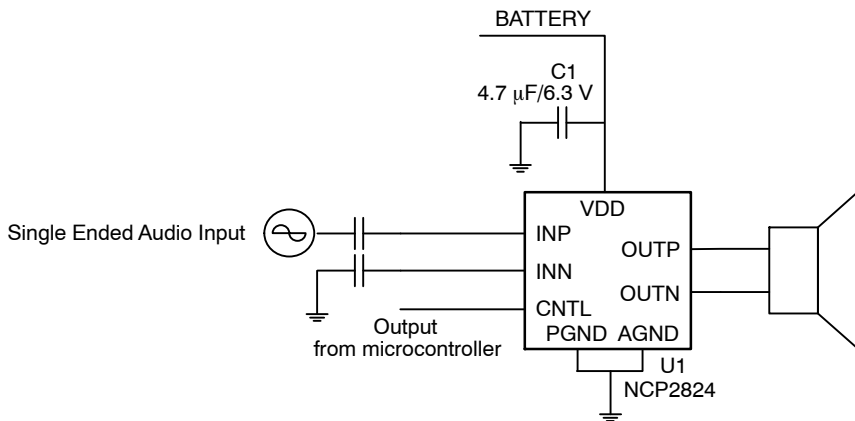 BATTERY
C1
4.7 μF/6.3 V
VDD
Single Ended Audio Input
INP
OUTP
INN
OUTN
CNTL
Output
from microcontroller
PGND AGND
U1
NCP2824